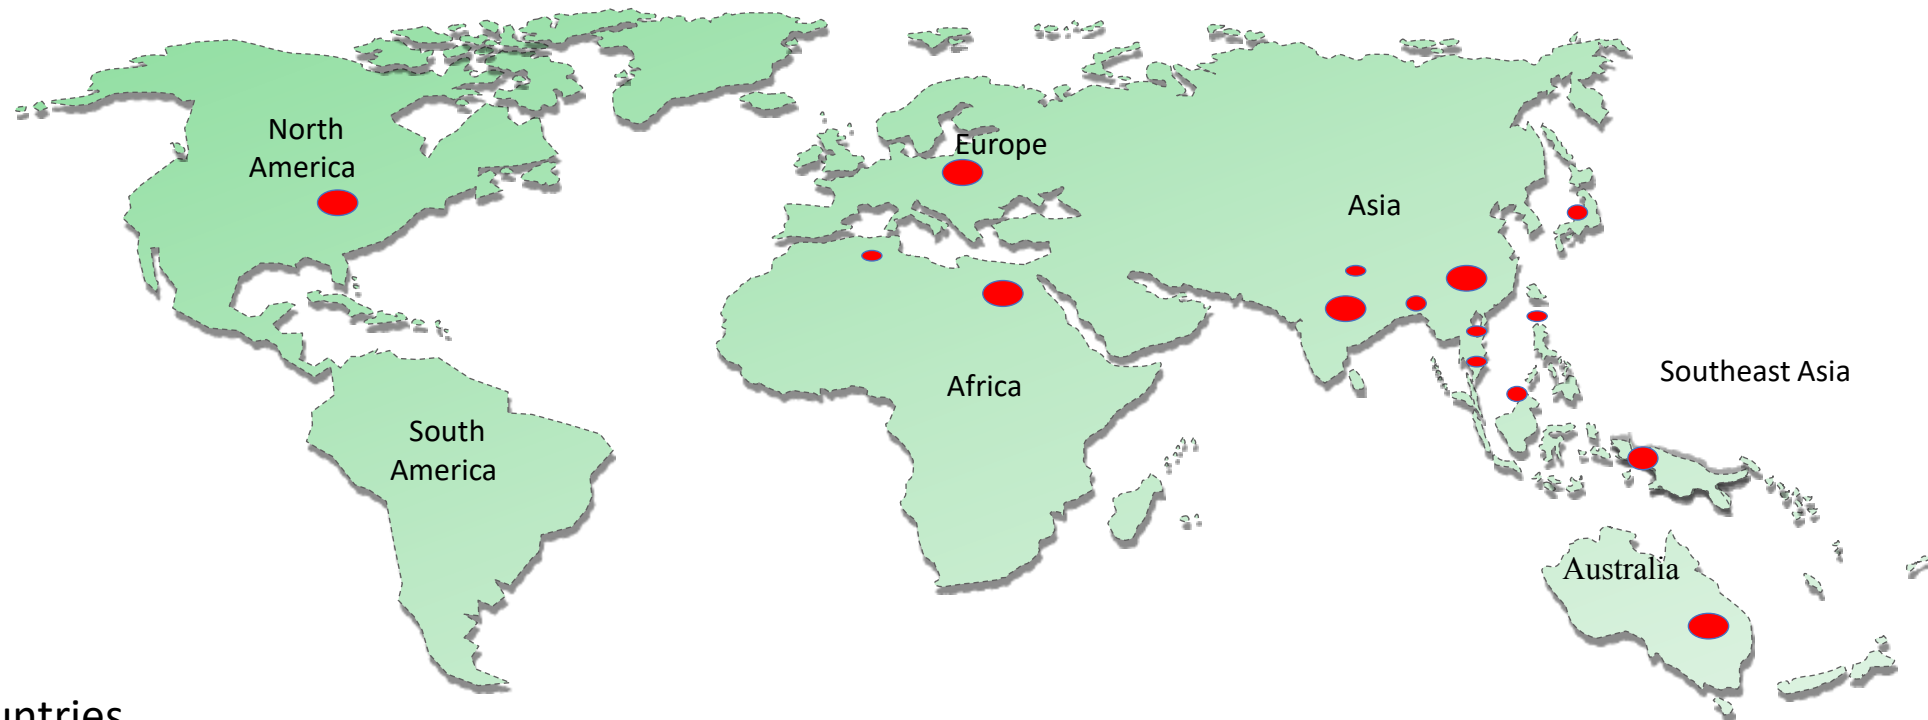 North
America
Europe
Asia
Southeast Asia
Africa
South
America
Australia